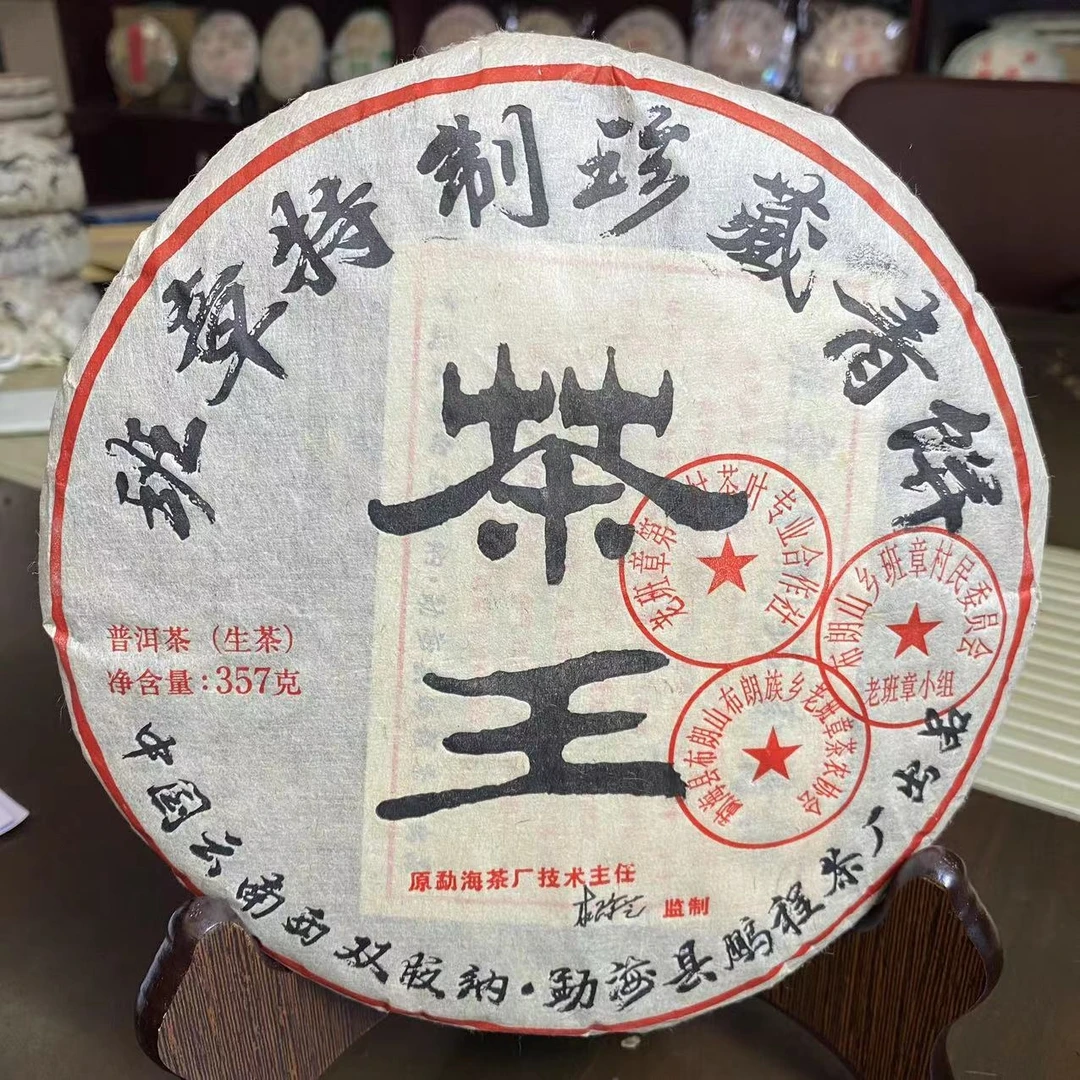 班章特制珍藏青饼
茶王
普洱茶（生茶）
净含量：357克
老班章第
村茶叶专业合作社
布朗山乡班章村民委员会
老班章小组
勐海县布朗山布朗族乡老班章茶农协会
原勐海茶厂技术主任
监制
中国云南西双版纳·勐海县鹏程茶厂出品